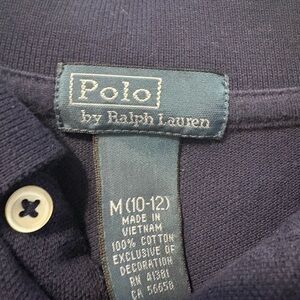 Polo
by Ralph Lauren
M (10-12)
MADE IN
VIETNAM
100% COTTON
EXCLUSIVE OF
DECORATION
RN 41381
CA 56658